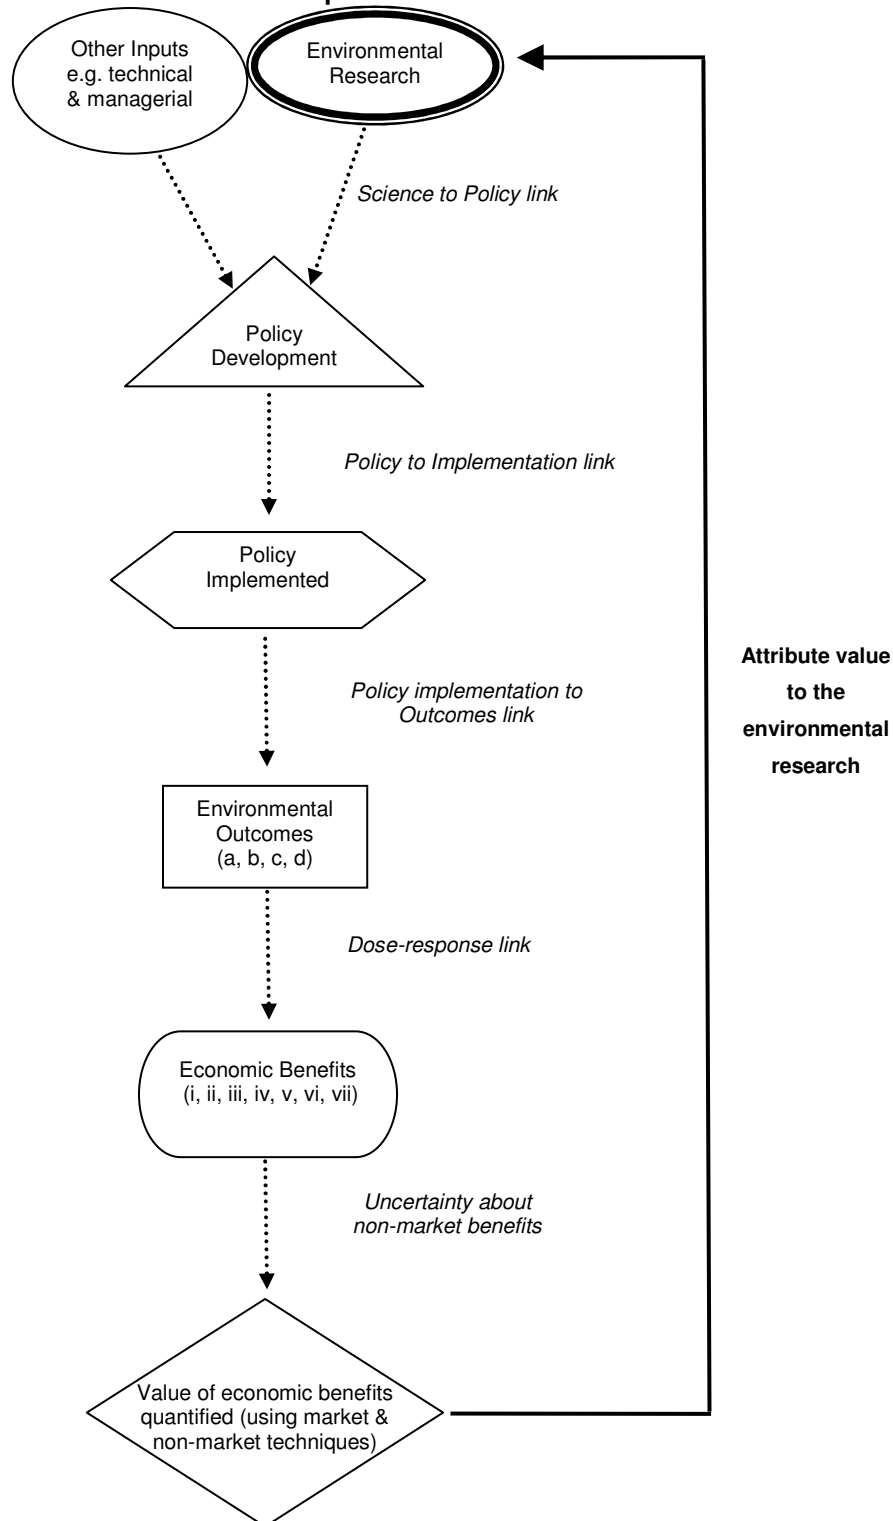 Other Inputs
e.g. technical
& managerial
Environmental
Research
Science to Policy link
Policy
Development
Policy to Implementation link
Policy
Implemented
Policy implementation to
Outcomes link
Attribute value
to the
environmental
research
Environmental
Outcomes
(a, b, c, d)
Dose-response link
Economic Benefits
(i, ii, iii, iv, v, vi, vii)
Uncertainty about
non-market benefits
Value of economic benefits
quantified (using market &
non-market techniques)